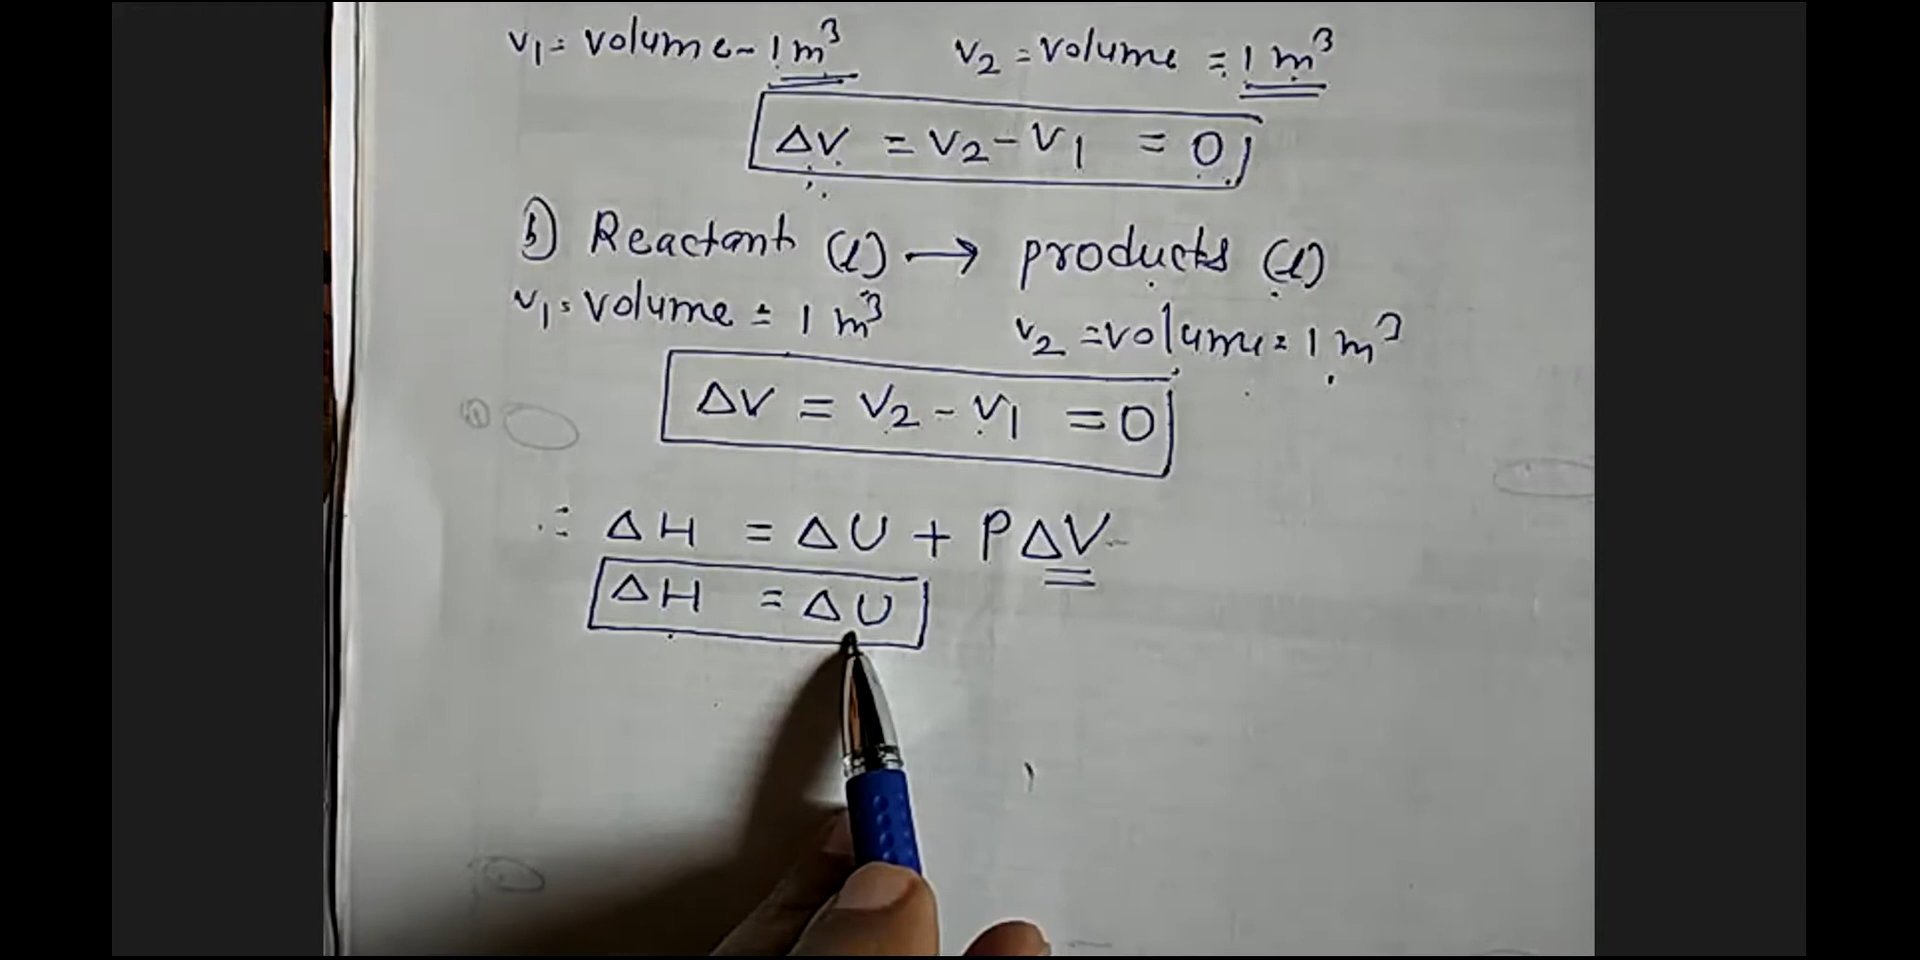 V1 = volume - 1 m³ V2 = volume = 1 m³
ΔV = V2 - V1 = 0
b) Reactant (l) → products (l)
V1 = volume = 1 m³ V2 = volume = 1 m³
ΔV = V2 - V1 = 0
∴ ΔH = ΔU + PΔV
ΔH = ΔU